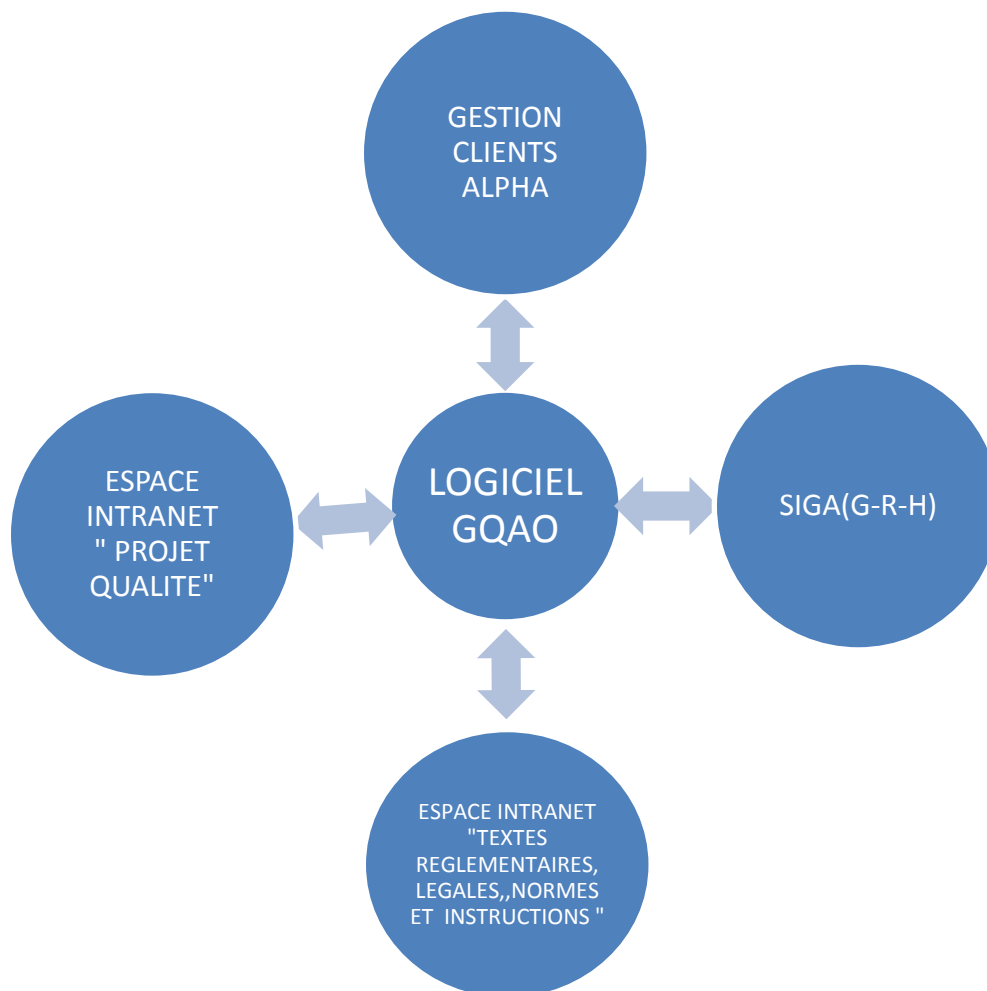 GESTION
CLIENTS
ALPHA
ESPACE
INTRANET
" PROJET
QUALITE"
LOGICIEL
GQAO
SIGA(G-R-H)
ESPACE INTRANET
"TEXTES
REGLEMENTAIRES,
LEGALES,,NORMES
ET INSTRUCTIONS "